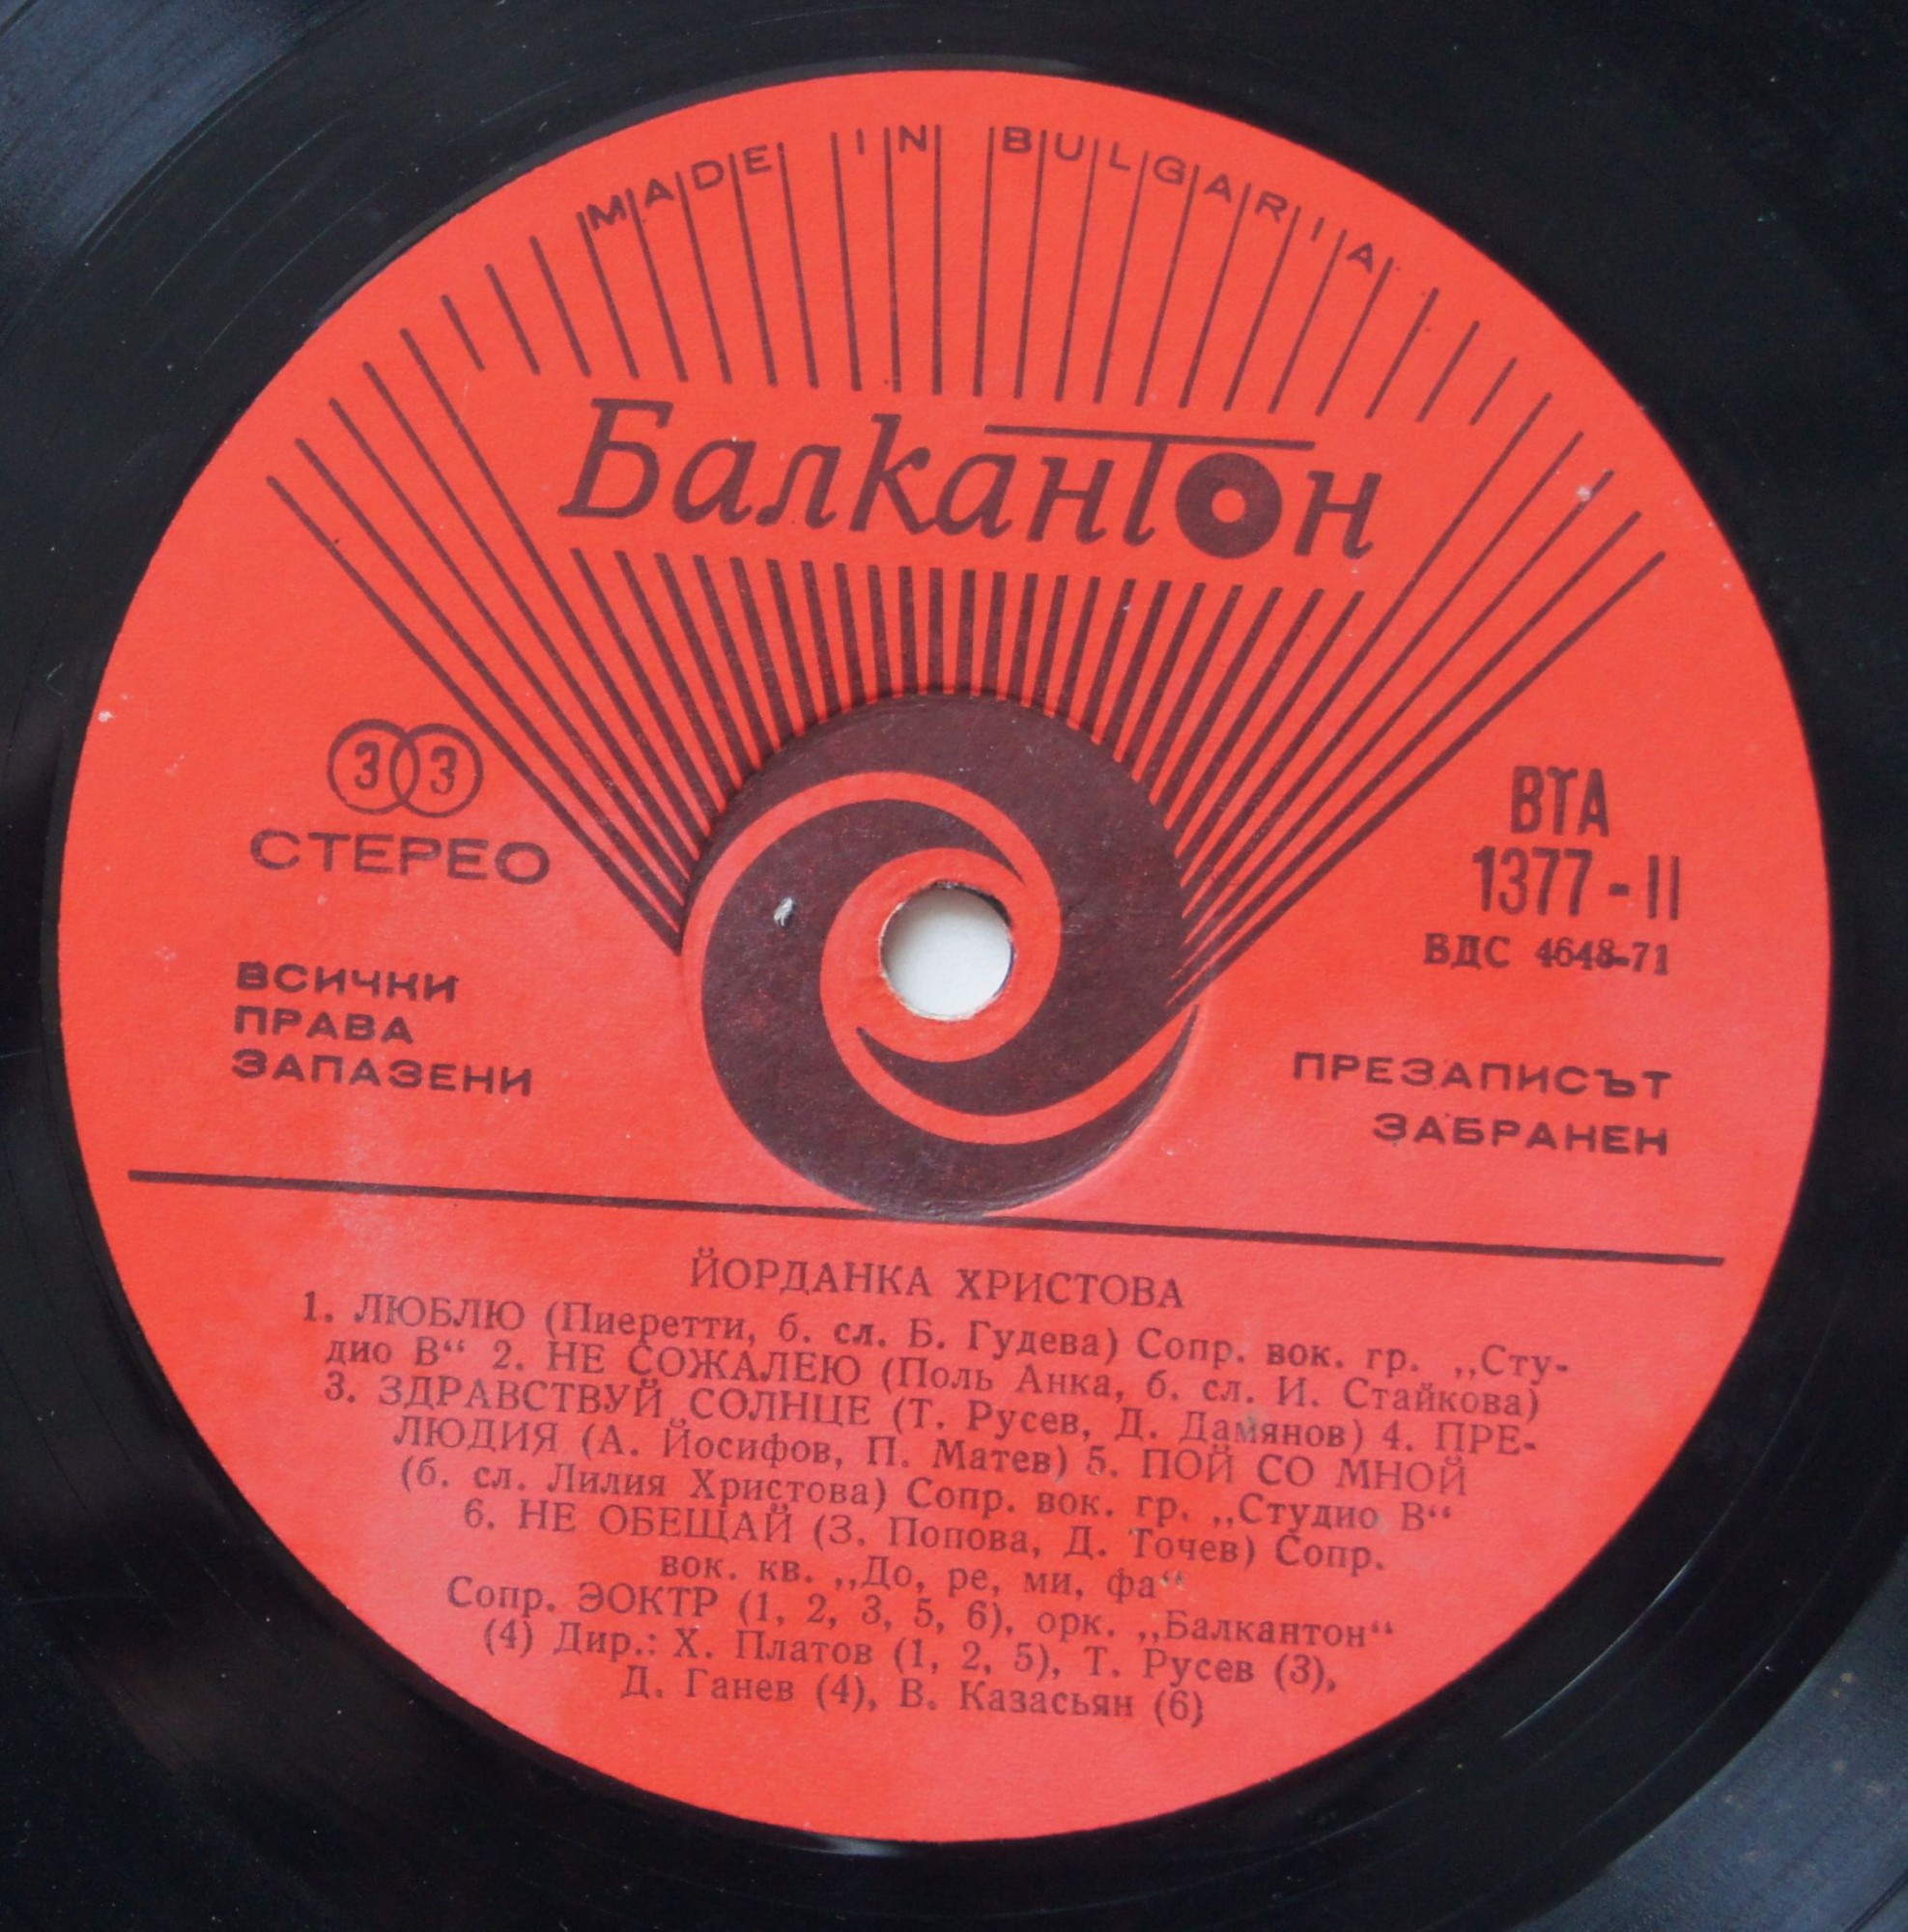 MADE IN BULGARIA
Балкантон
33
СТЕРЕО
ВТА
1377-II
БДС 4648-71
ВСИЧКИ
ПРАВА
ЗАПАЗЕНИ
ПРЕЗАПИСЪТ
ЗАБРАНЕН
ЙОРДАНКА ХРИСТОВА
1. ЛЮБЛЮ (Пиеретти, б. сл. Б. Гудева) Сопр. вок. гр. „Сту-
дио В“ 2. НЕ СОЖАЛЕЮ (Поль Анка, б. сл. И. Стайкова)
3. ЗДРАВСТВУЙ СОЛНЦЕ (Т. Русев, Д. Дамянов) 4. ПРЕ-
ЛЮДИЯ (А. Йосифов, П. Матев) 5. ПОЙ СО МНОЙ
(б. сл. Лилия Христова) Сопр. вок. гр. „Студио В“
6. НЕ ОБЕЩАЙ (З. Попова, Д. Точев) Сопр.
вок. кв. „До, ре, ми, фа“
Сопр. ЭОКТР (1, 2, 3, 5, 6), орк. „Балкантон“
(4) Дир.: Х. Платов (1, 2, 5), Т. Русев (3),
Д. Ганев (4), В. Казасьян (6)